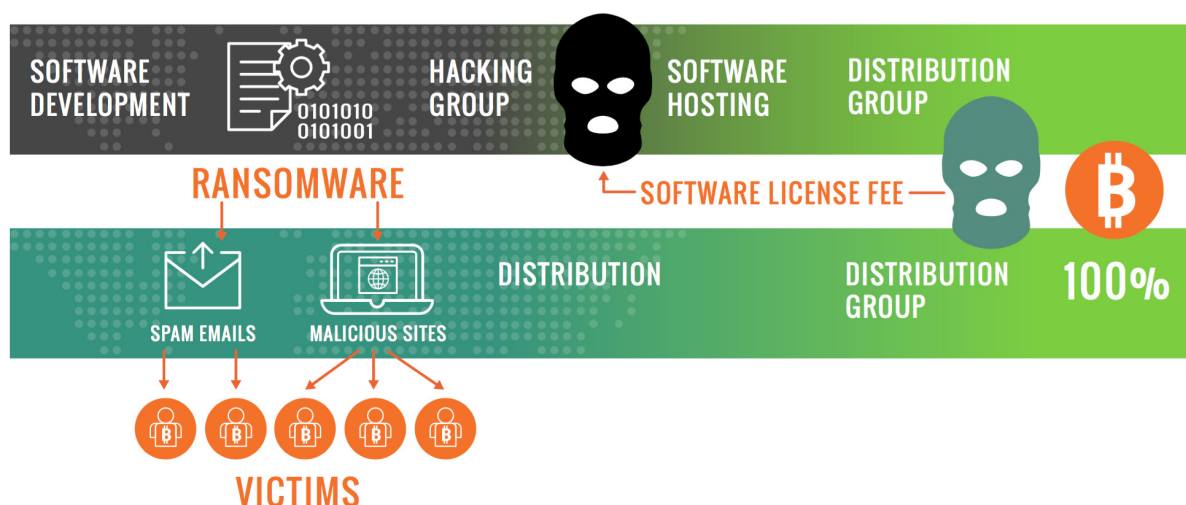 SOFTWARE
DEVELOPMENT
0101010
0101001
HACKING
GROUP
SOFTWARE
HOSTING
DISTRIBUTION
GROUP
RANSOMWARE
SOFTWARE LICENSE FEE
₿
SPAM EMAILS
MALICIOUS SITES
DISTRIBUTION
DISTRIBUTION
GROUP
100%
₿
₿
₿
₿
₿
VICTIMS